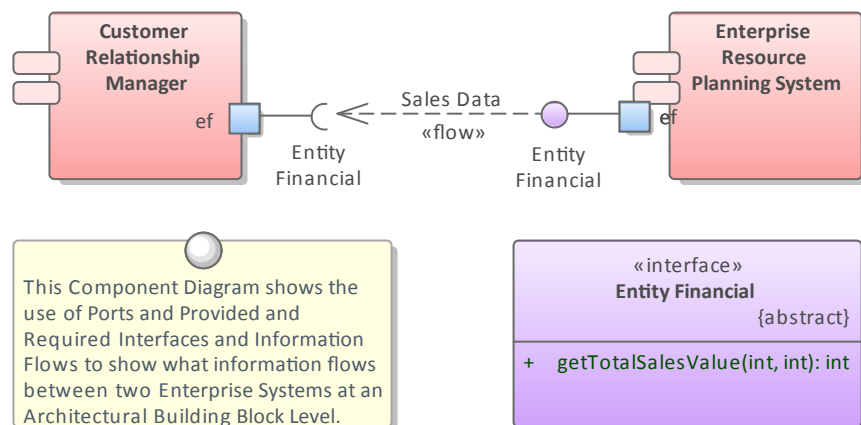 Customer
Relationship
Manager
ef
Entity
Financial
Sales Data
«flow»
Entity
Financial
Enterprise
Resource
Planning System
ef
This Component Diagram shows the
use of Ports and Provided and
Required Interfaces and Information
Flows to show what information flows
between two Enterprise Systems at an
Architectural Building Block Level.
«interface»
Entity Financial
{abstract}
+ getTotalSalesValue(int, int): int